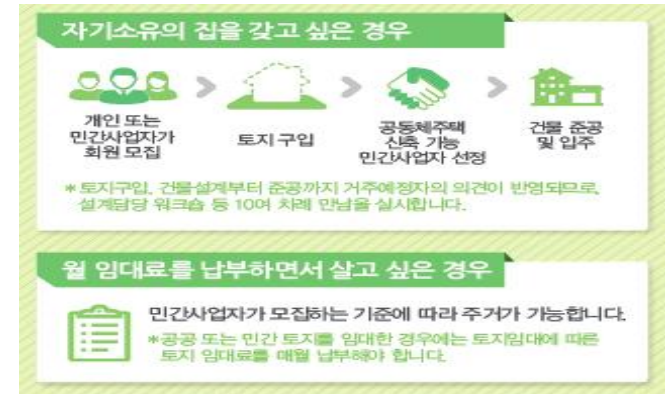 자기소유의 집을 갖고 싶은 경우
개인 또는
민간사업자가
회원 모집
토지 구입
공동체주택
신축 가능
민간사업자 선정
건물 준공
및 입주
* 토지구입, 건물설계부터 준공까지 거주예정자의 의견이 반영되므로,
설계담당 워크숍 등 10여 차례 만남을 실시합니다.
월 임대료를 납부하면서 살고 싶은 경우
민간사업자가 모집하는 기준에 따라 주거가 가능합니다.
*공공 또는 민간 토지를 임대한 경우에는 토지임대에 따른
토지 임대료를 매월 납부해야 합니다.